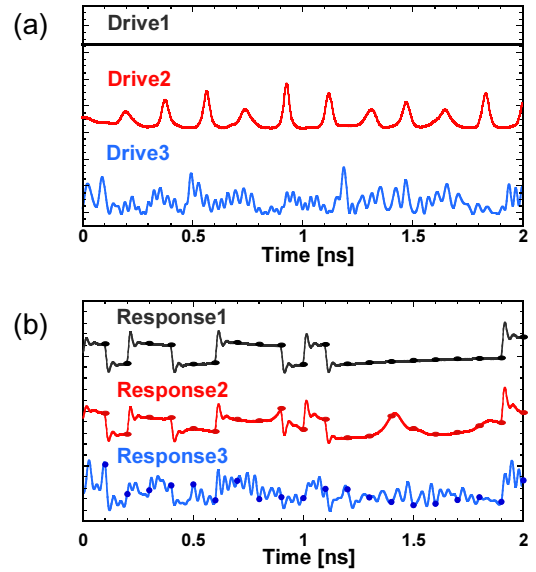 (a)
Drive1
Drive2
Drive3
0 0.5 1 1.5 2
Time [ns]
(b)
Response1
Response2
Response3
0 0.5 1 1.5 2
Time [ns]